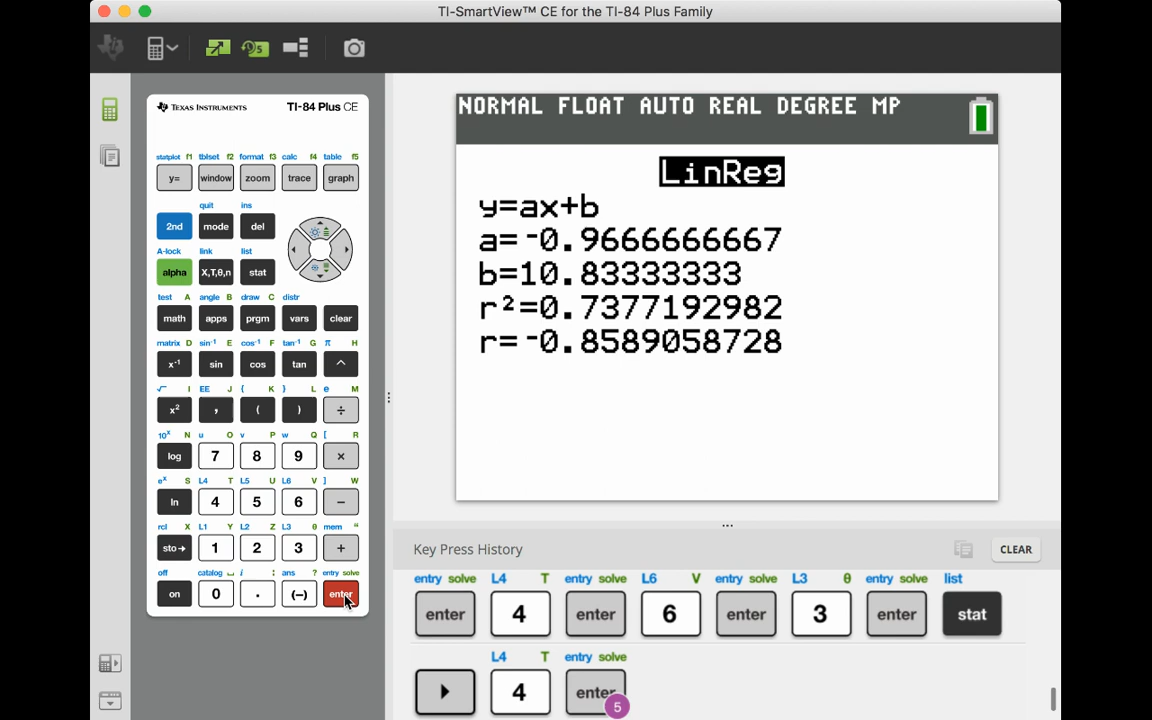 TI-SmartView™ CE for the TI-84 Plus Family
TEXAS INSTRUMENTS TI-84 Plus CE
statplot f1 tblset f2 format f3 calc f4 table f5
y= window zoom trace graph
quit ins
2nd mode del
A-lock link list
alpha X,T,θ,n stat
test A angle B draw C distr
math apps prgm vars clear
matrix D sin⁻¹ E cos⁻¹ F tan⁻¹ G π H
x⁻¹ sin cos tan ^
√ I EE J { K } L e M
x² , ( ) ÷
10ˣ N u O v P w Q [ R
log 7 8 9 ×
eˣ S L4 T L5 U L6 V ] W
ln 4 5 6 −
rcl X L1 Y L2 Z L3 θ mem "
sto→ 1 2 3 +
off catalog ⎵ i : ans ? entry solve
on 0 . (−) enter
NORMAL FLOAT AUTO REAL DEGREE MP
LinReg
y=ax+b
a=-0.9666666667
b=10.83333333
r²=0.7377192982
r=-0.8589058728
Key Press History
CLEAR
entry solve L4 T entry solve L6 V entry solve L3 θ entry solve list
enter 4 enter 6 enter 3 enter stat
L4 T entry solve
4 enter
5